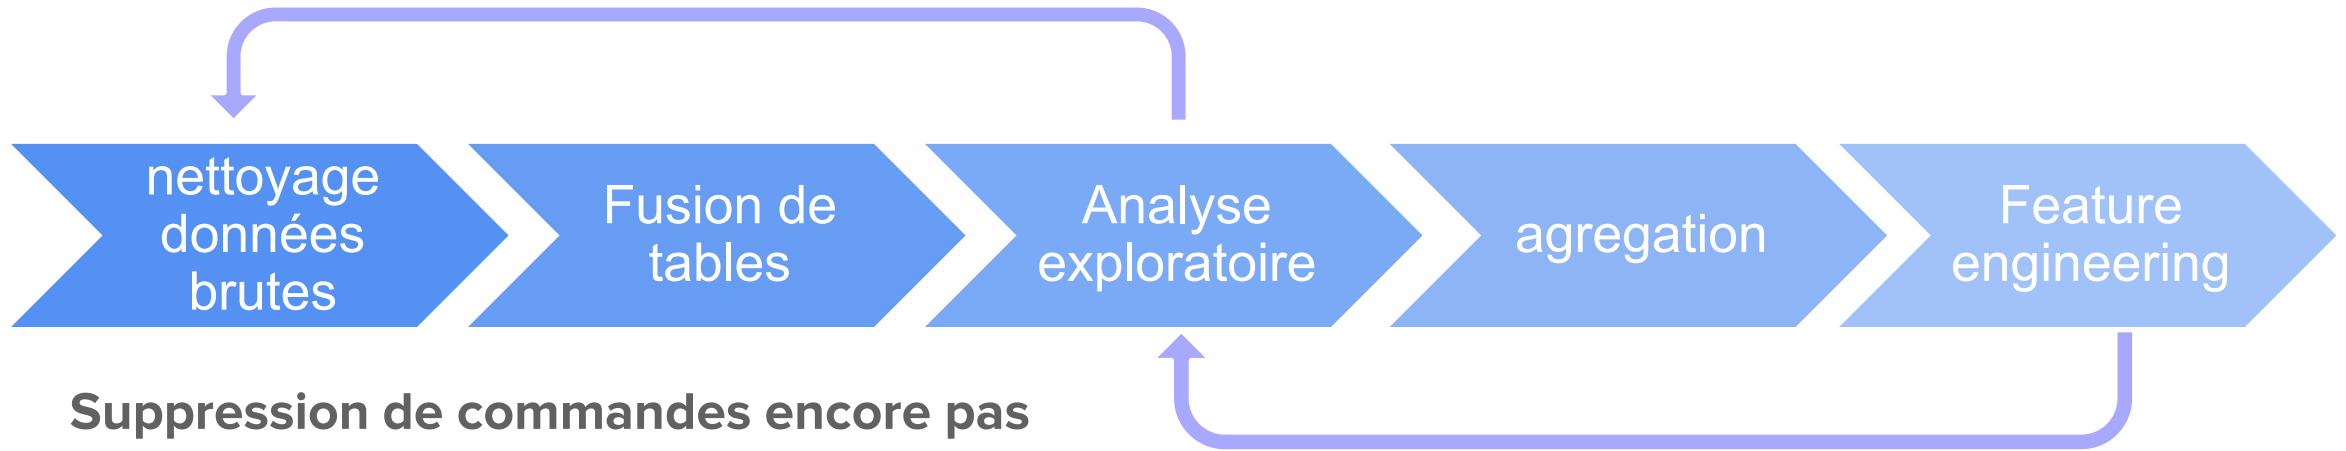 nettoyage
données
brutes
Fusion de
tables
Analyse
exploratoire
agregation
Feature
engineering
Suppression de commandes encore pas